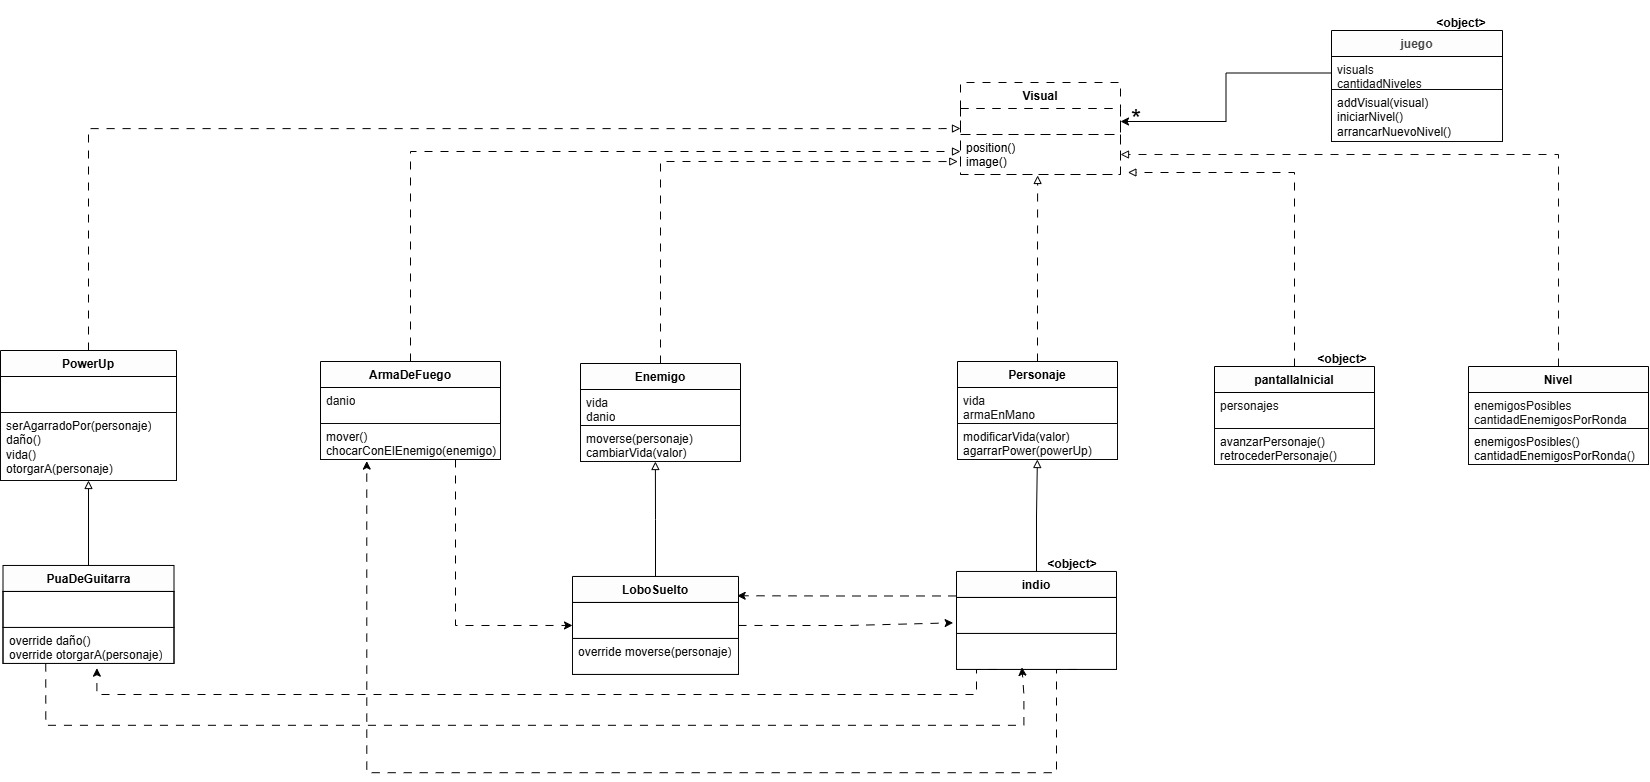 <object>
juego
visuals
cantidadNiveles
addVisual(visual)
iniciarNivel()
arrancarNuevoNivel()
Visual
*
position()
image()
PowerUp
serAgarradoPor(personaje)
daño()
vida()
otorgarA(personaje)
ArmaDeFuego
danio
mover()
chocarConElEnemigo(enemigo)
Enemigo
vida
danio
moverse(personaje)
cambiarVida(valor)
Personaje
vida
armaEnMano
modificarVida(valor)
agarrarPower(powerUp)
<object>
pantallaInicial
personajes
avanzarPersonaje()
retrocederPersonaje()
Nivel
enemigosPosibles
cantidadEnemigosPorRonda
enemigosPosibles()
cantidadEnemigosPorRonda()
PuaDeGuitarra
override daño()
override otorgarA(personaje)
LoboSuelto
override moverse(personaje)
<object>
indio